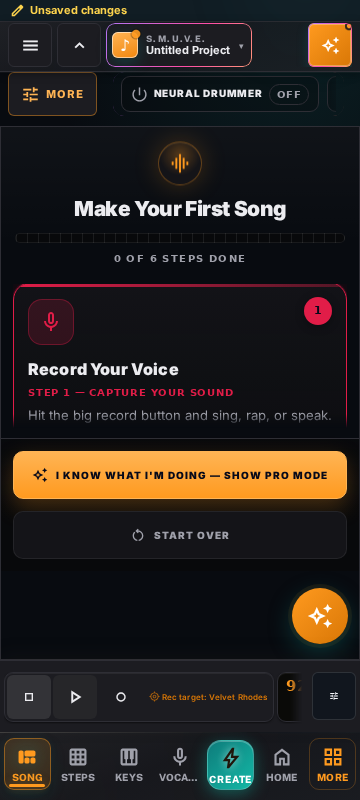 Unsaved changes
S.M.U.V.E.
Untitled Project
MORE
NEURAL DRUMMER OFF
Make Your First Song
0 OF 6 STEPS DONE
1
Record Your Voice
STEP 1 — CAPTURE YOUR SOUND
Hit the big record button and sing, rap, or speak.
I KNOW WHAT I'M DOING — SHOW PRO MODE
START OVER
Rec target: Velvet Rhodes
SONG STEPS KEYS VOCA... CREATE HOME MORE